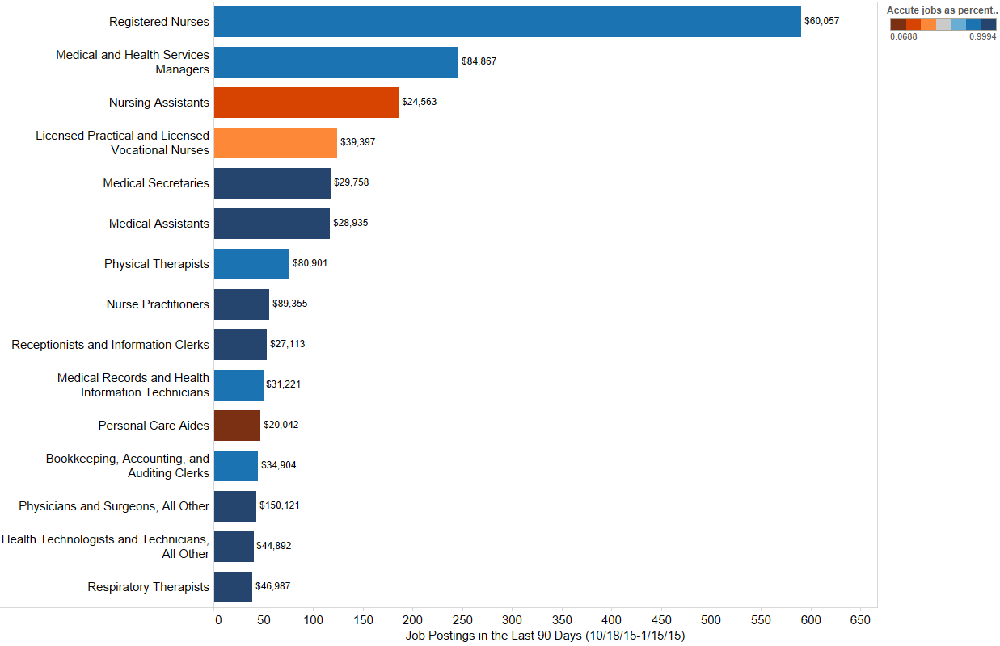 Accute jobs as percent..
0.0688 0.9994
Registered Nurses $60,057
Medical and Health Services
Managers $84,867
Nursing Assistants $24,563
Licensed Practical and Licensed
Vocational Nurses $39,397
Medical Secretaries $29,758
Medical Assistants $28,935
Physical Therapists $80,901
Nurse Practitioners $89,355
Receptionists and Information Clerks $27,113
Medical Records and Health
Information Technicians $31,221
Personal Care Aides $20,042
Bookkeeping, Accounting, and
Auditing Clerks $34,904
Physicians and Surgeons, All Other $150,121
Health Technologists and Technicians,
All Other $44,892
Respiratory Therapists $46,987
0 50 100 150 200 250 300 350 400 450 500 550 600 650
Job Postings in the Last 90 Days (10/18/15-1/15/15)